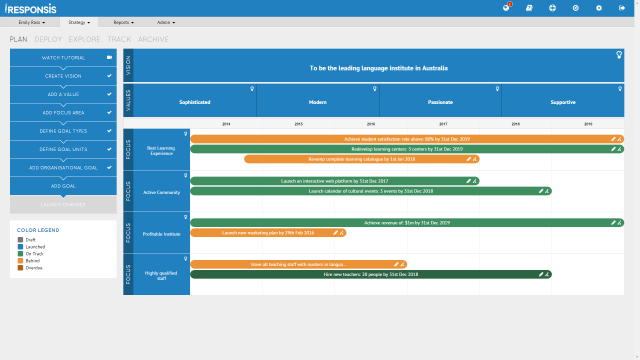 RESPONSIS
Emily Rass
Strategy
Reports
Admin
PLAN DEPLOY EXPLORE TRACK ARCHIVE
WATCH TUTORIAL
CREATE VISION
ADD A VALUE
ADD FOCUS AREA
DEFINE GOAL TYPES
DEFINE GOAL UNITS
ADD ORGANISATIONAL GOAL
ADD GOAL
LAUNCH CHANGES
COLOR LEGEND
Draft
Launched
On Track
Behind
Overdue
VISION
To be the leading language institute in Australia
VALUES
Sophisticated
Modern
Passionate
Supportive
2014 2015 2016 2017 2018 2019
FOCUS
Best Learning
Experience
Achieve student satisfaction rate above: 80% by 31st Dec 2019
Redevelop learning centers: 5 centers by 31st Dec 2019
Revamp complete learning catalogue by 1st Jan 2018
FOCUS
Active Community
Launch an interactive web platform by 31st Dec 2017
Launch calendar of cultural events: 5 events by 31st Dec 2018
FOCUS
Profitable Institute
Achieve revenue of: $1m by 31st Dec 2019
Launch new marketing plan by 29th Feb 2016
FOCUS
Highly qualified
staff
Have all teaching staff with masters in langua...
Hire new teachers: 20 people by 31st Dec 2018